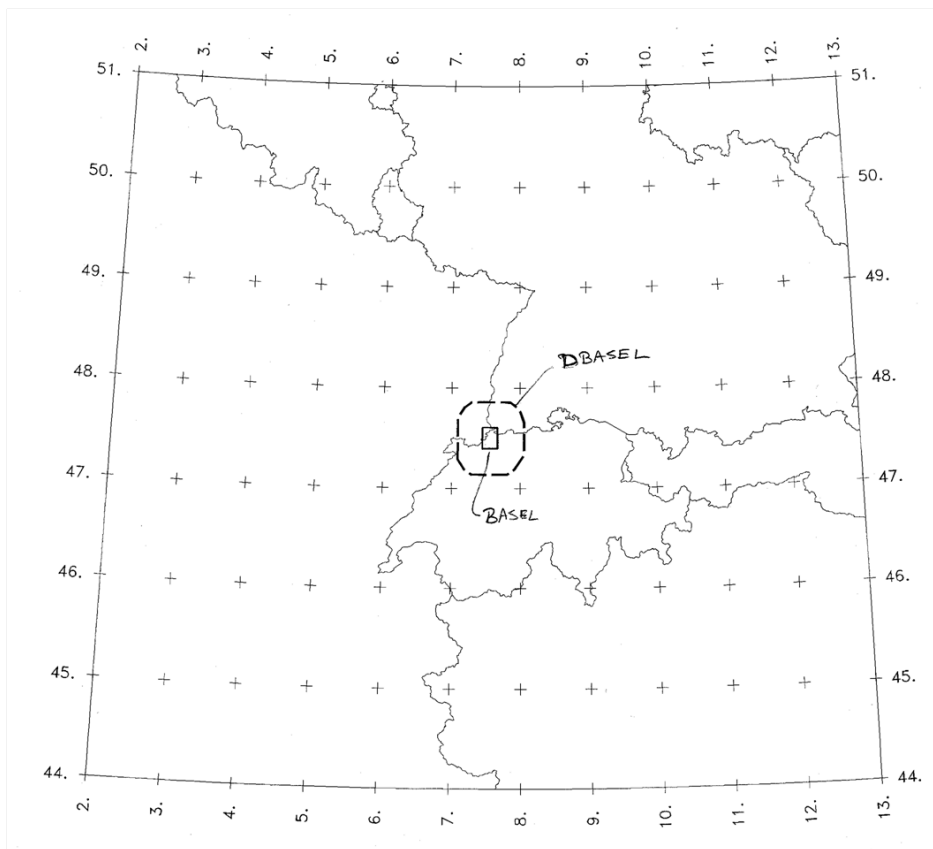 2. 3. 4. 5. 6. 7. 8. 9. 10. 11. 12. 13.
51. 51.
50. 50.
49. 49.
DBASEL
48. 48.
47. 47.
BASEL
46. 46.
45. 45.
44. 44.
2. 3. 4. 5. 6. 7. 8. 9. 10. 11. 12. 13.